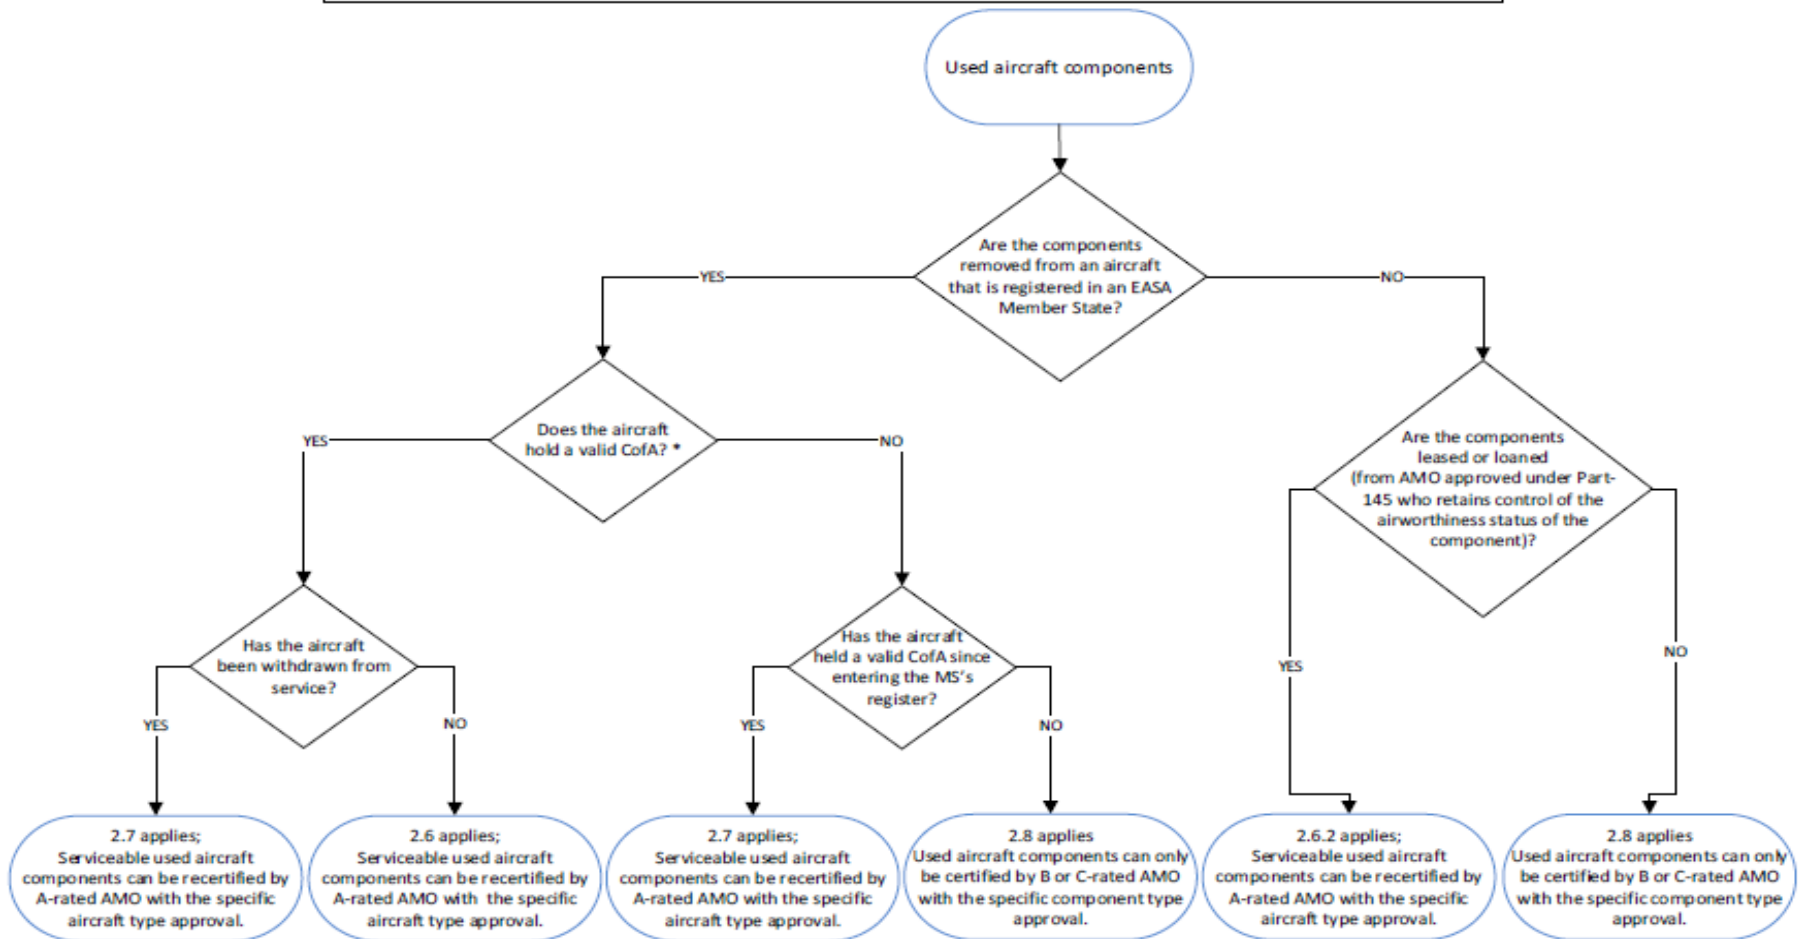 Used aircraft components
Are the components
removed from an aircraft
that is registered in an EASA
Member State?
YES
NO
Does the aircraft
hold a valid CofA? *
YES
NO
Are the components
leased or loaned
(from AMO approved under Part-
145 who retains control of the
airworthiness status of the
component)?
Has the aircraft
been withdrawn from
service?
YES
NO
Has the aircraft
held a valid CofA since
entering the MS's
register?
YES
NO
YES
NO
2.7 applies;
Serviceable used aircraft
components can be recertified by
A-rated AMO with the specific
aircraft type approval.
2.6 applies;
Serviceable used aircraft
components can be recertified by
A-rated AMO with the specific
aircraft type approval.
2.7 applies;
Serviceable used aircraft
components can be recertified by
A-rated AMO with the specific
aircraft type approval.
2.8 applies
Used aircraft components can only
be certified by B or C-rated AMO
with the specific component type
approval.
2.6.2 applies;
Serviceable used aircraft
components can be recertified by
A-rated AMO with the specific
aircraft type approval.
2.8 applies
Used aircraft components can only
be certified by B or C-rated AMO
with the specific component type
approval.